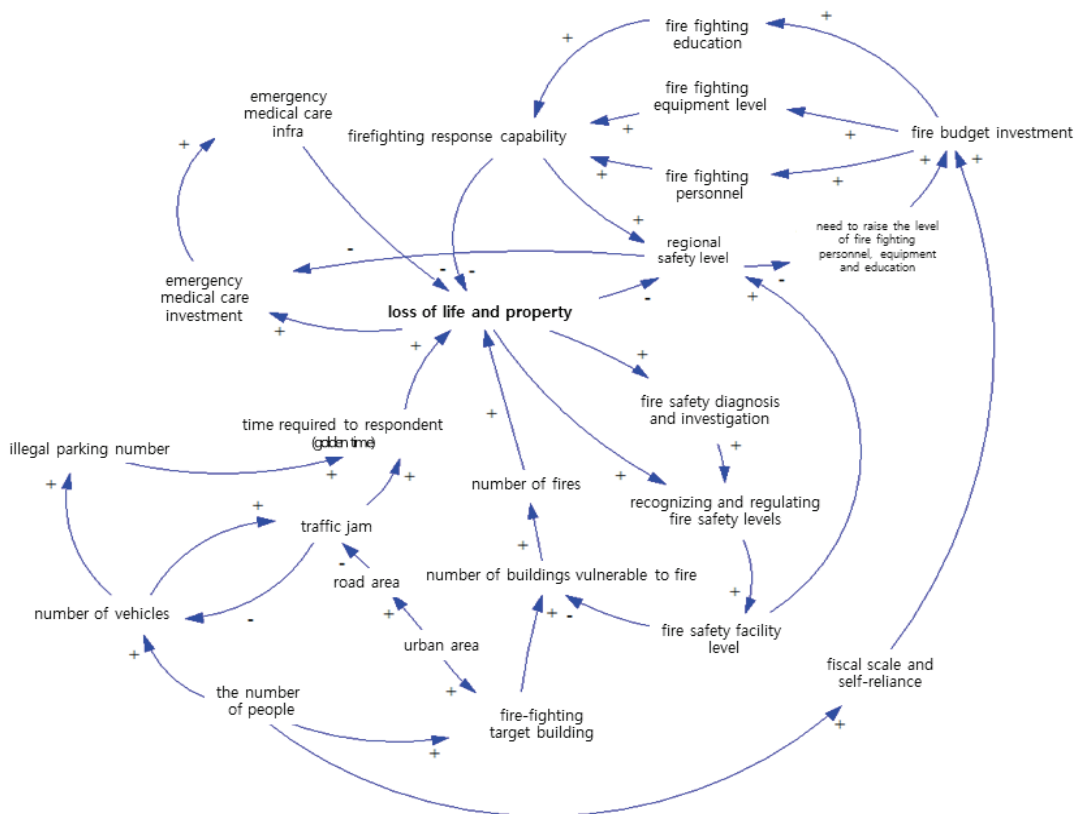 fire fighting
education
fire fighting
equipment level
emergency
medical care
infra
firefighting response capability
fire budget investment
fire fighting
personnel
need to raise the level
of fire fighting
personnel, equipment
and education
regional
safety level
emergency
medical care
investment
loss of life and property
fire safety diagnosis
and investigation
time required to respondent
(golden time)
illegal parking number
number of fires
recognizing and regulating
fire safety levels
traffic jam
number of buildings vulnerable to fire
road area
number of vehicles
fire safety facility
level
urban area
fiscal scale and
self-reliance
the number
of people
fire-fighting
target building
+
+
+
+
+
+
+
+
+
+
-
-
-
-
-
-
+
+
+
+
+
+
+
+
+
+
+
+
-
+
+
+
-
-
+
+
+
+
+